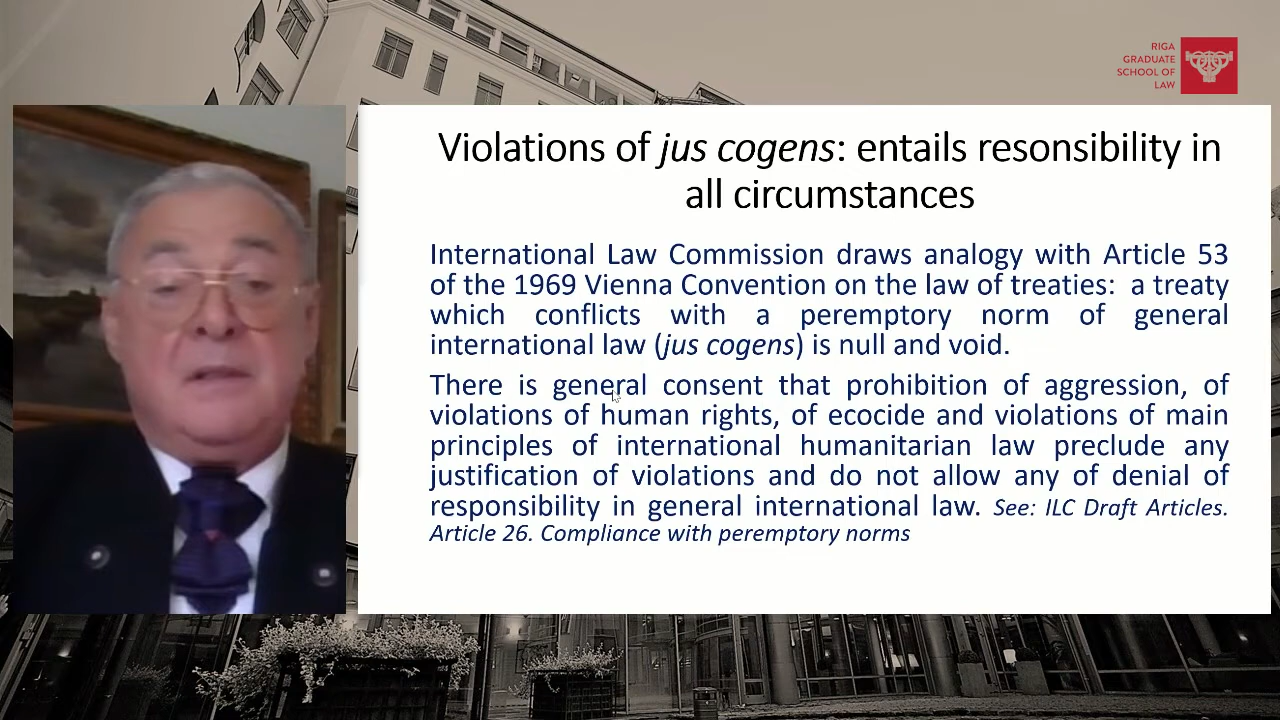 RIGA
GRADUATE
SCHOOL OF
LAW
Violations of jus cogens: entails resonsibility in
all circumstances
International Law Commission draws analogy with Article 53
of the 1969 Vienna Convention on the law of treaties: a treaty
which conflicts with a peremptory norm of general
international law (jus cogens) is null and void.
There is general consent that prohibition of aggression, of
violations of human rights, of ecocide and violations of main
principles of international humanitarian law preclude any
justification of violations and do not allow any of denial of
responsibility in general international law. See: ILC Draft Articles.
Article 26. Compliance with peremptory norms